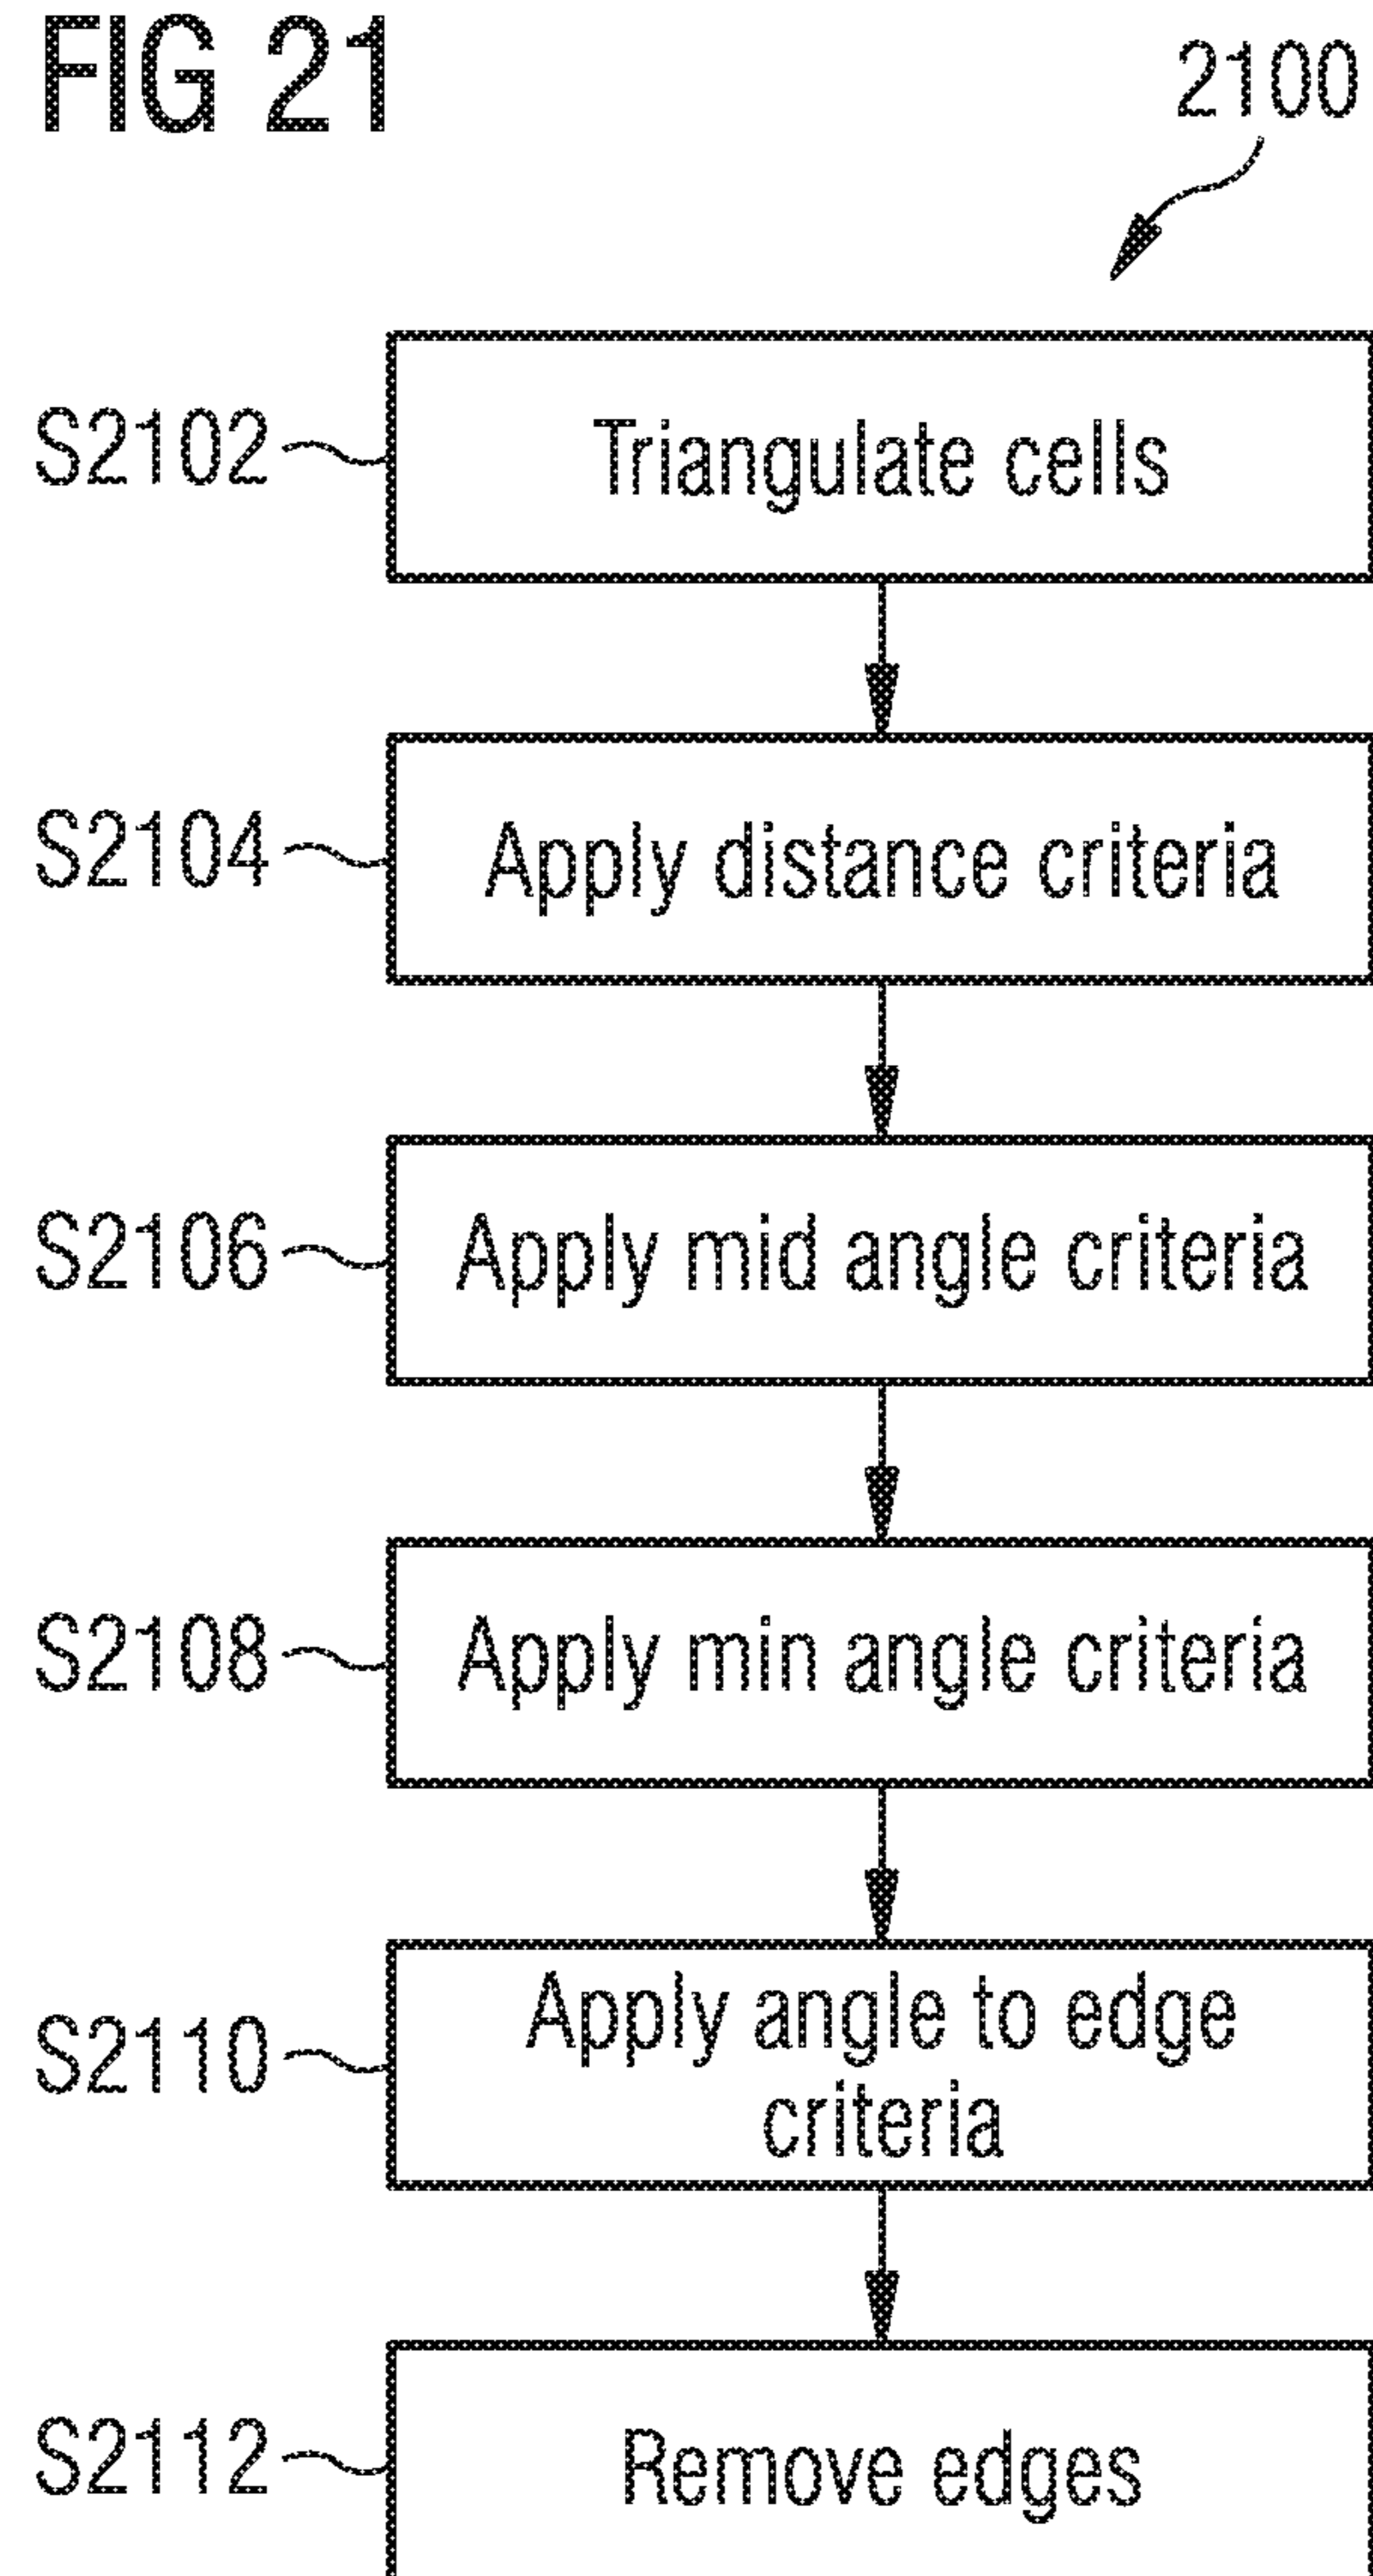 FIG 21
2100
S2102
Triangulate cells
S2104
Apply distance criteria
S2106
Apply mid angle criteria
S2108
Apply min angle criteria
S2110
Apply angle to edge
criteria
S2112
Remove edges